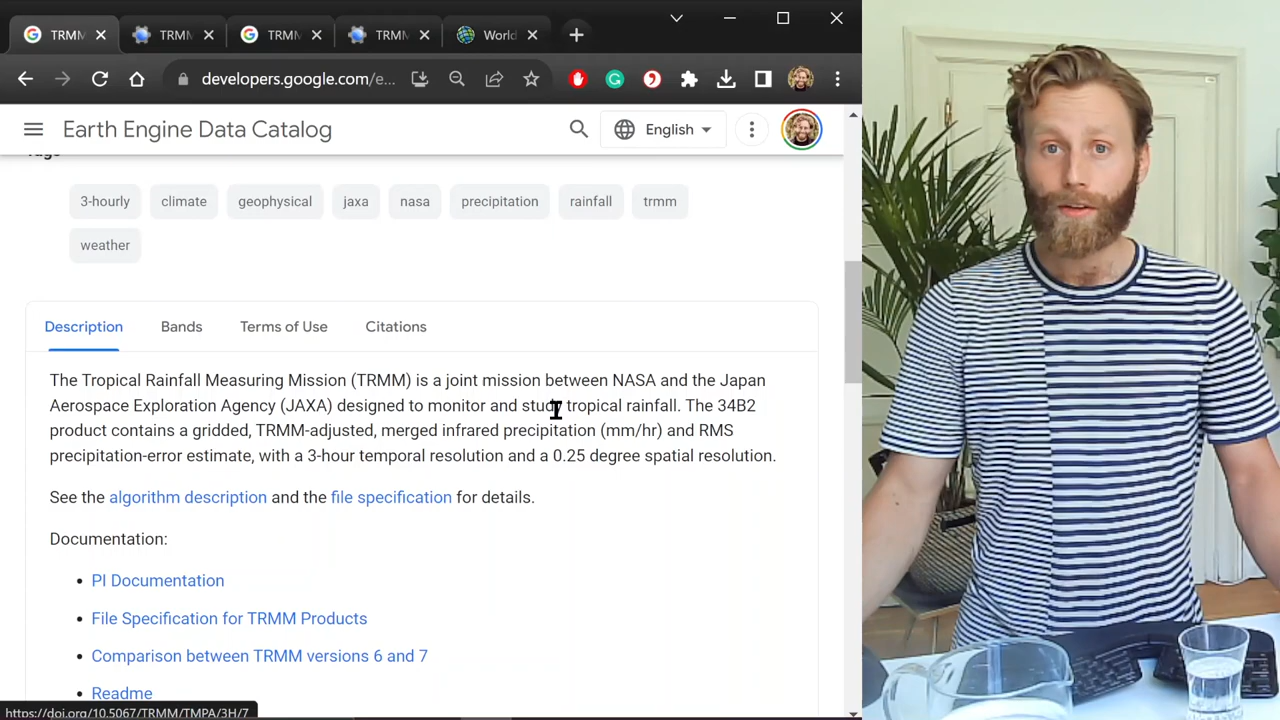 TRMM
TRMM
TRMM
TRMM
World
developers.google.com/e...
Earth Engine Data Catalog
English
Tags
3-hourly
climate
geophysical
jaxa
nasa
precipitation
rainfall
trmm
weather
Description
Bands
Terms of Use
Citations
The Tropical Rainfall Measuring Mission (TRMM) is a joint mission between NASA and the Japan
Aerospace Exploration Agency (JAXA) designed to monitor and study tropical rainfall. The 34B2
product contains a gridded, TRMM-adjusted, merged infrared precipitation (mm/hr) and RMS
precipitation-error estimate, with a 3-hour temporal resolution and a 0.25 degree spatial resolution.
See the algorithm description and the file specification for details.
Documentation:
• PI Documentation
• File Specification for TRMM Products
• Comparison between TRMM versions 6 and 7
• Readme
https://doi.org/10.5067/TRMM/TMPA/3H/7